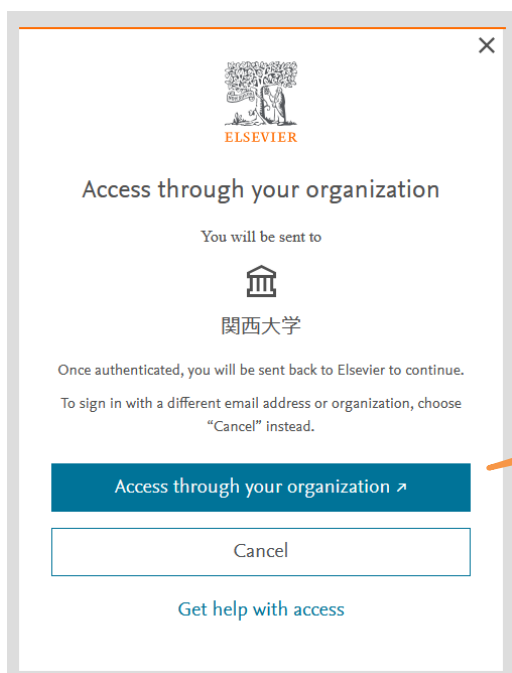 ELSEVIER
Access through your organization
You will be sent to
関西大学
Once authenticated, you will be sent back to Elsevier to continue.
To sign in with a different email address or organization, choose
“Cancel” instead.
Access through your organization ↗
Cancel
Get help with access